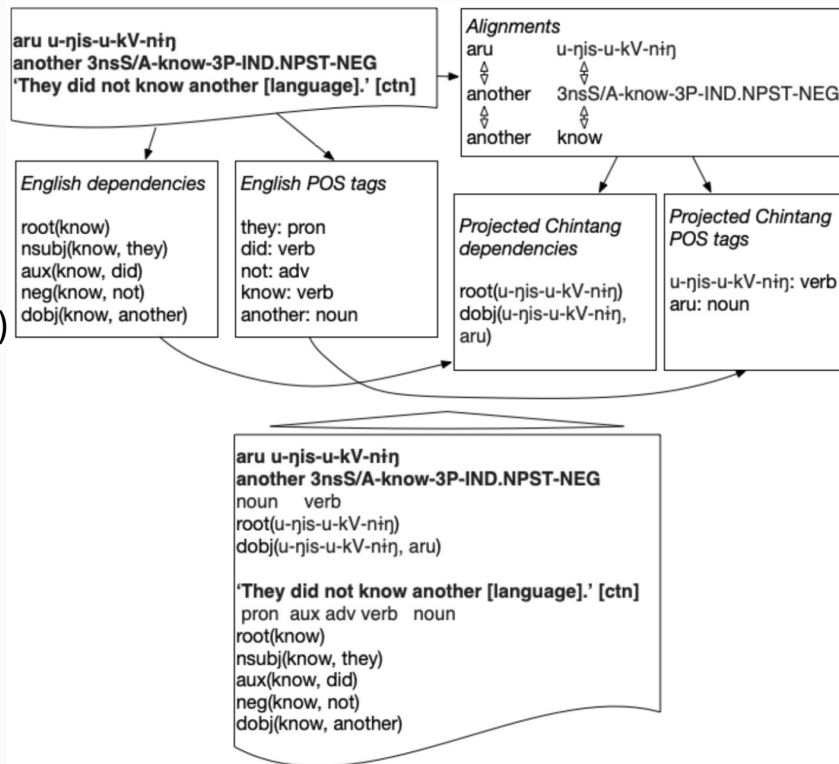 aru u-ŋis-u-kV-nɨŋ
another 3nsS/A-know-3P-IND.NPST-NEG
‘They did not know another [language].’ [ctn]
Alignments
aru u-ŋis-u-kV-nɨŋ
another 3nsS/A-know-3P-IND.NPST-NEG
another know
English dependencies
root(know)
nsubj(know, they)
aux(know, did)
neg(know, not)
dobj(know, another)
English POS tags
they: pron
did: verb
not: adv
know: verb
another: noun
)
Projected Chintang
dependencies
root(u-ŋis-u-kV-nɨŋ)
dobj(u-ŋis-u-kV-nɨŋ,
aru)
Projected Chintang
POS tags
u-ŋis-u-kV-nɨŋ: verb
aru: noun
aru u-ŋis-u-kV-nɨŋ
another 3nsS/A-know-3P-IND.NPST-NEG
noun verb
root(u-ŋis-u-kV-nɨŋ)
dobj(u-ŋis-u-kV-nɨŋ, aru)
‘They did not know another [language].’ [ctn]
pron aux adv verb noun
root(know)
nsubj(know, they)
aux(know, did)
neg(know, not)
dobj(know, another)